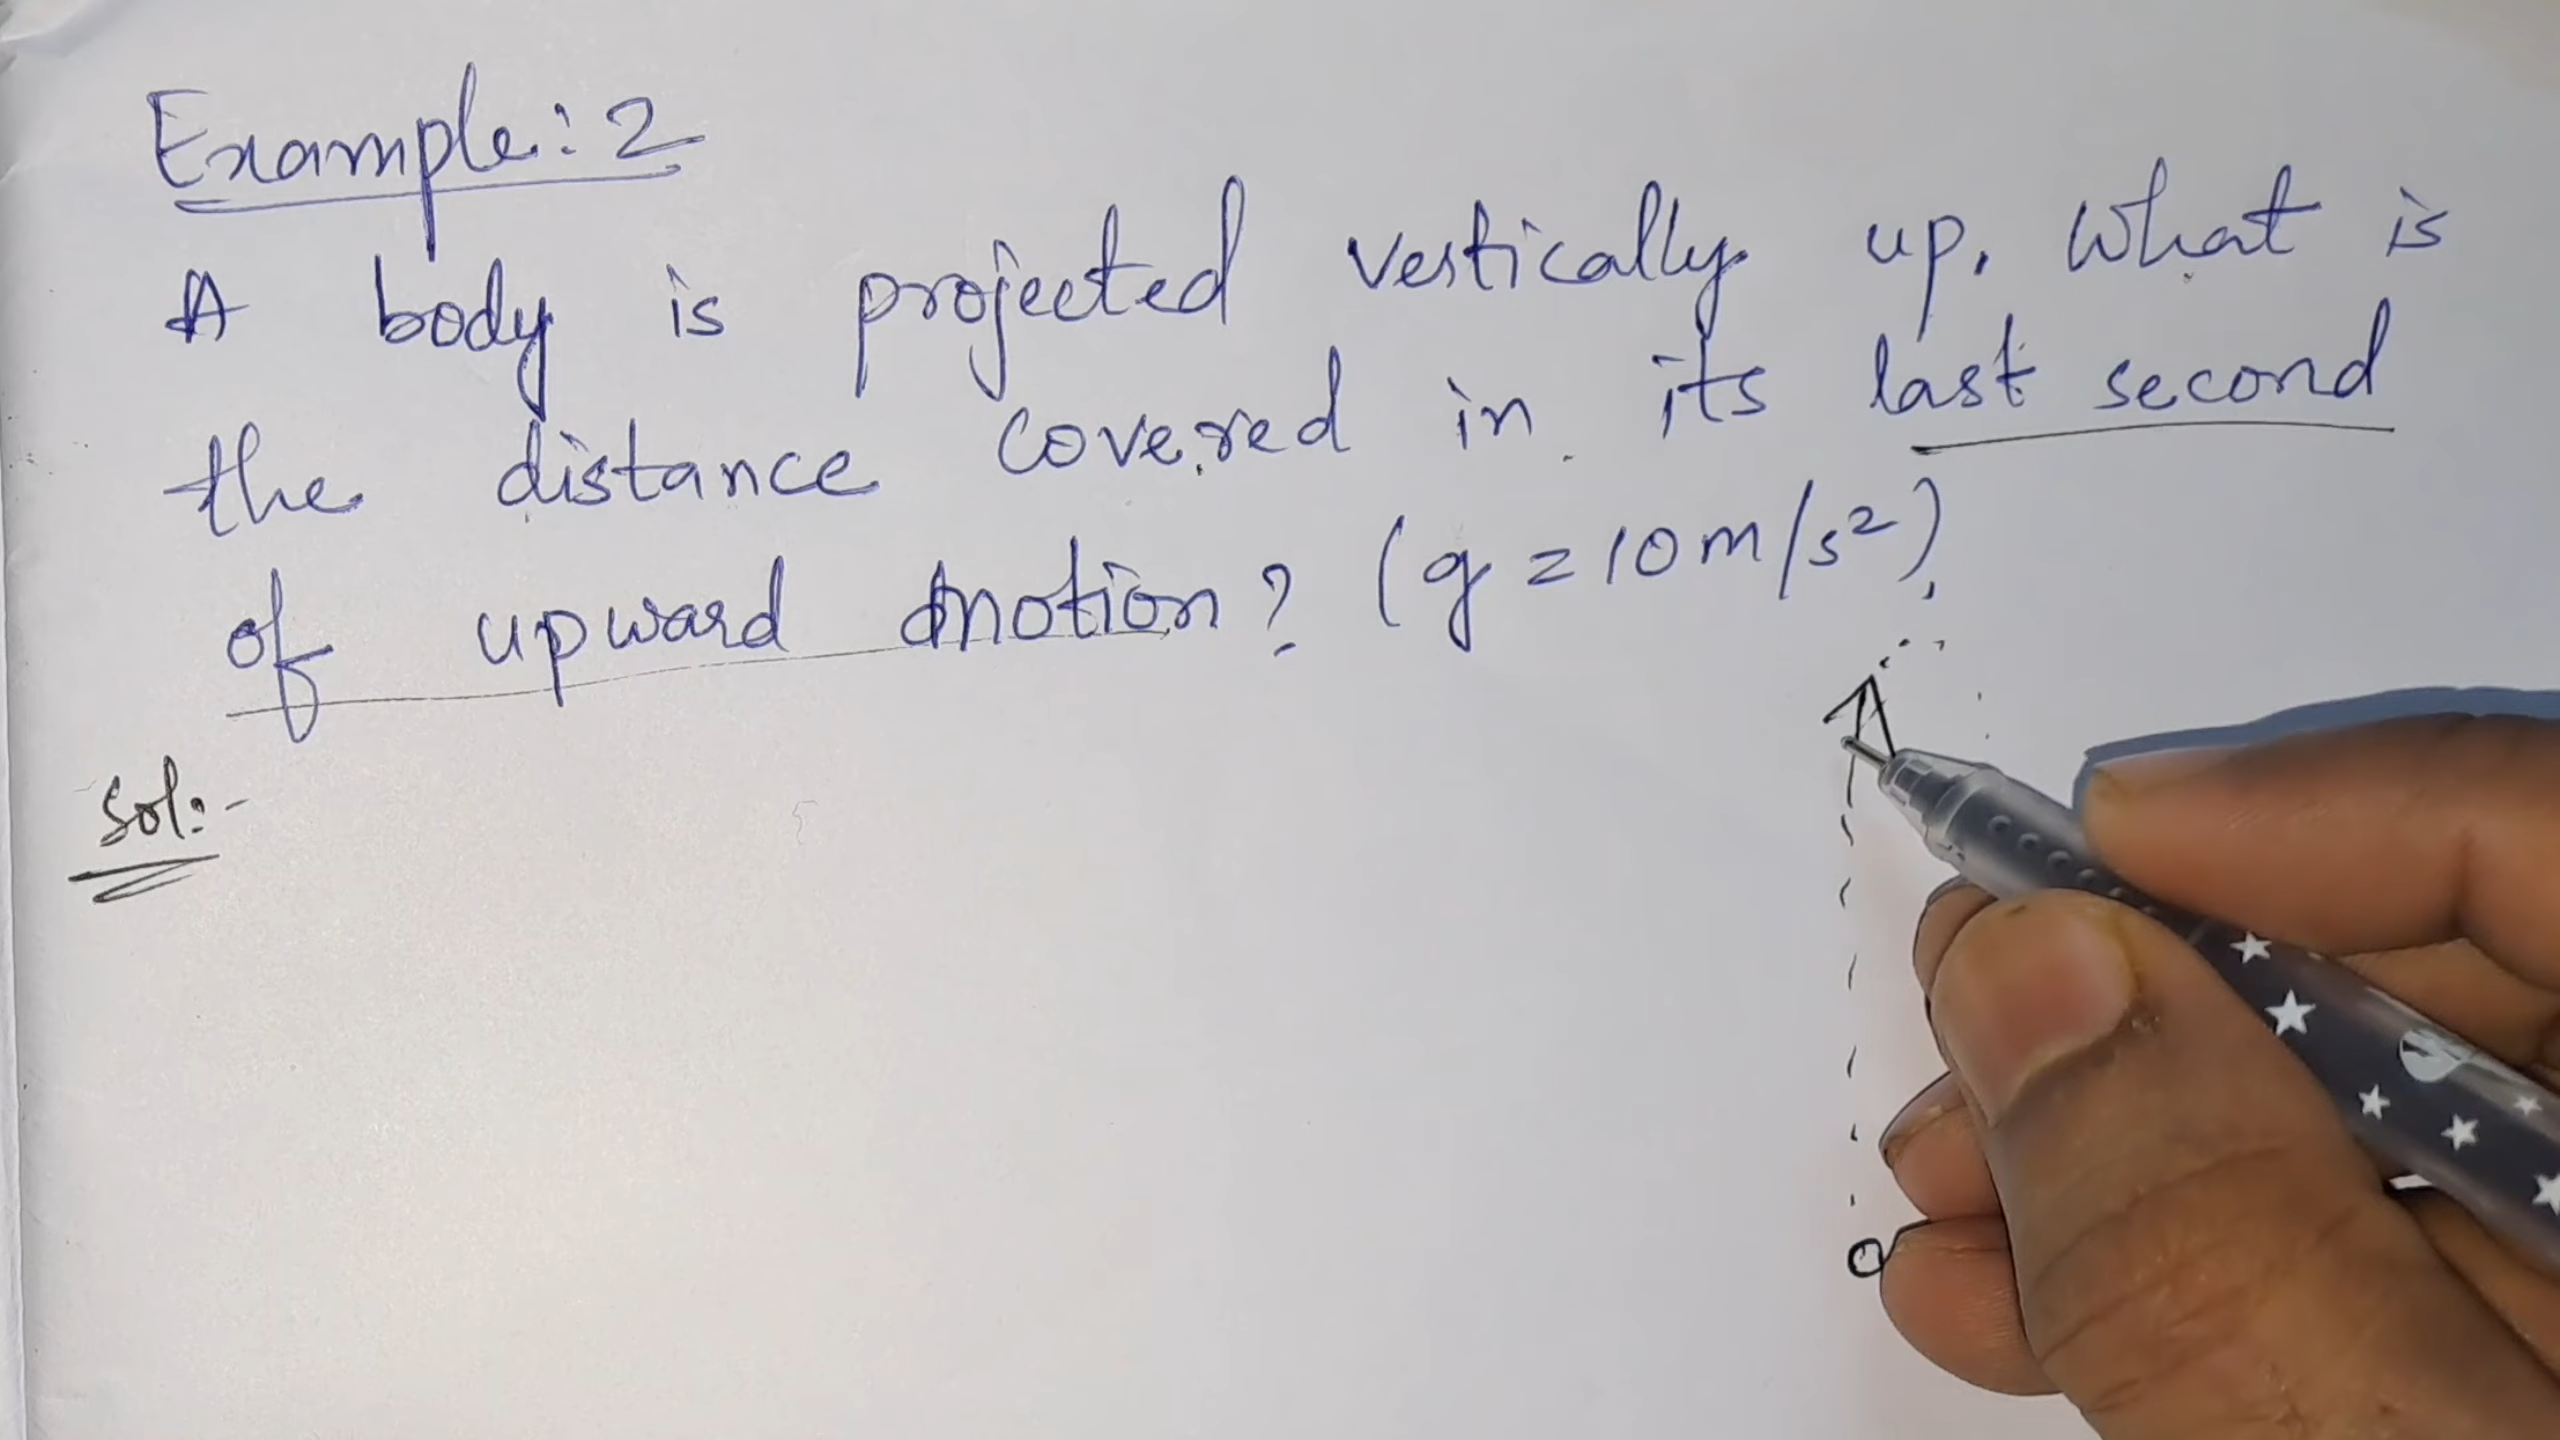 Example: 2
A body is projected vertically up. What is
the distance covered in its last second
of upward motion? (g = 10 m/s²).
Sol:-